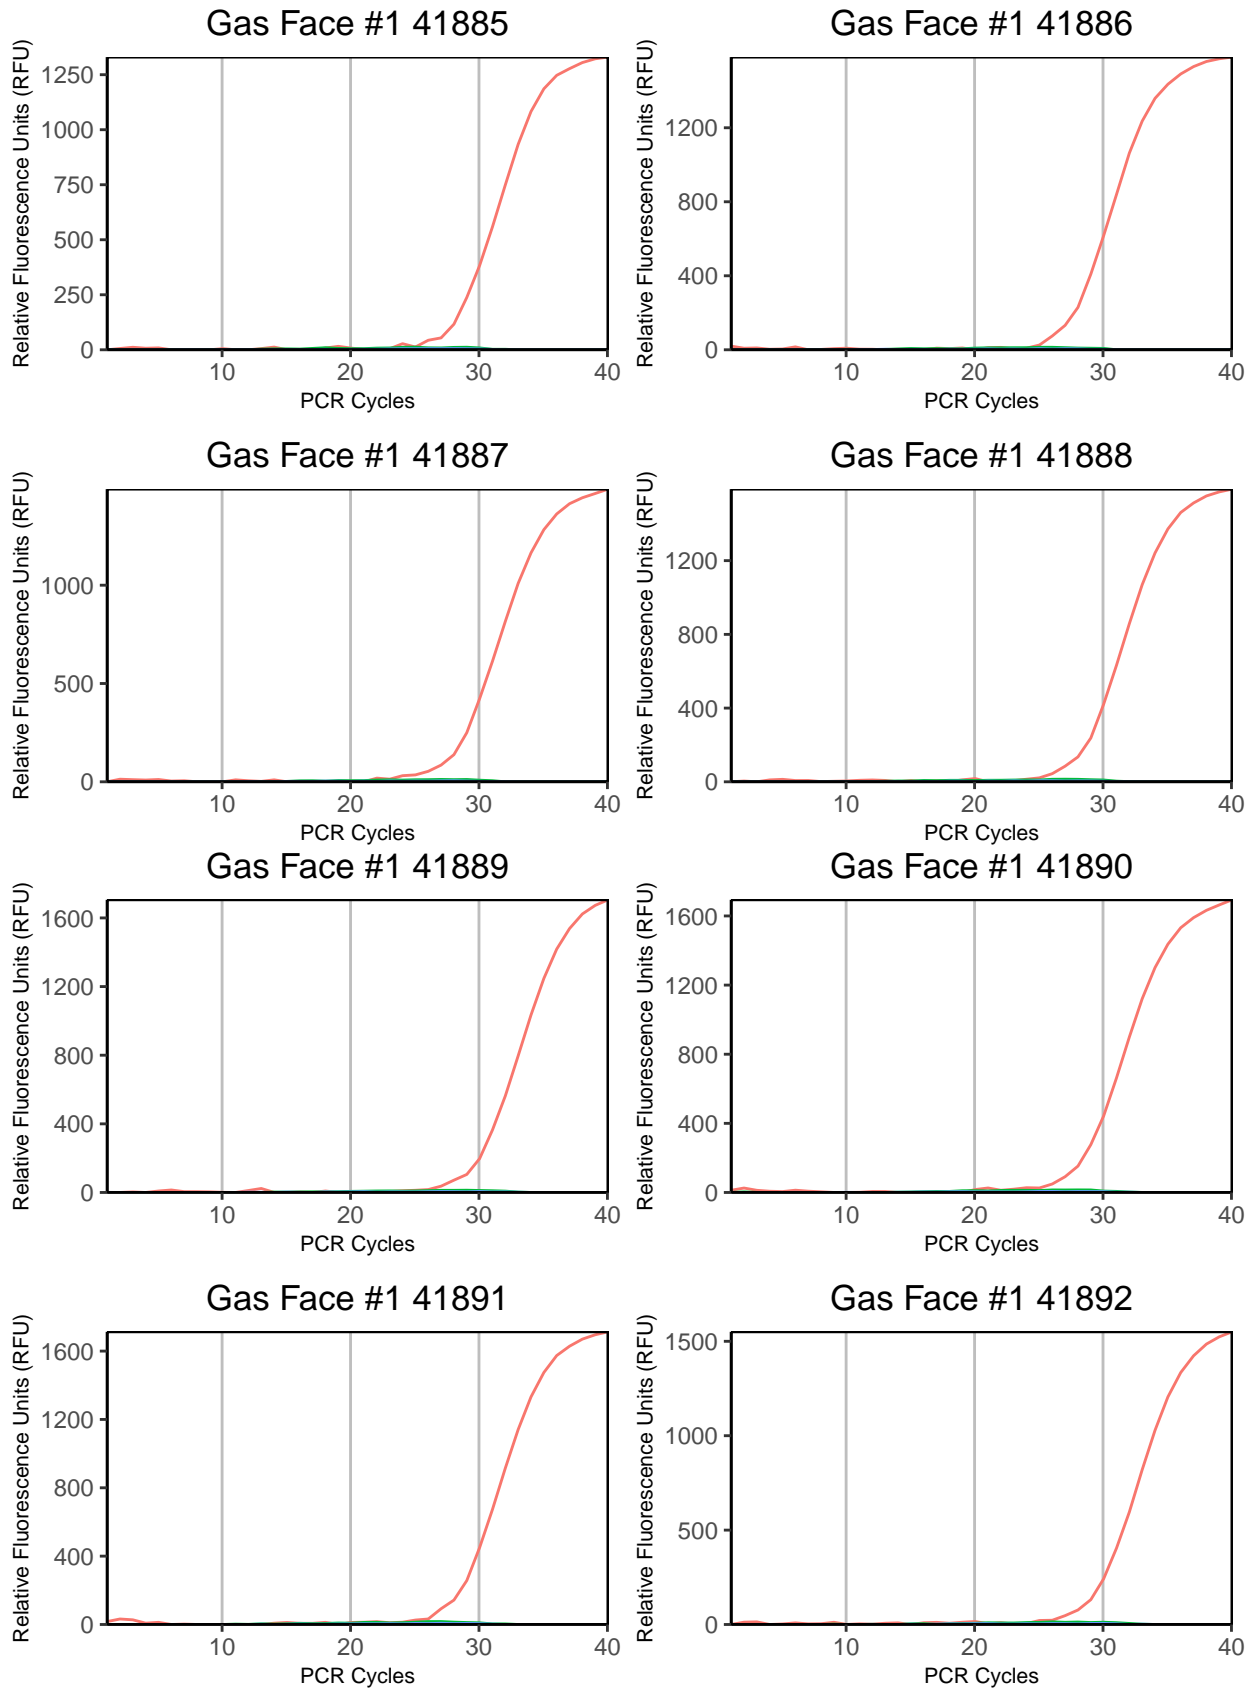 Gas Face #1 41885
Relative Fluorescence Units (RFU)
1250
1000
750
500
250
0
10 20 30 40
PCR Cycles
Gas Face #1 41886
Relative Fluorescence Units (RFU)
1200
800
400
0
10 20 30 40
PCR Cycles
Gas Face #1 41887
Relative Fluorescence Units (RFU)
1000
500
0
10 20 30 40
PCR Cycles
Gas Face #1 41888
Relative Fluorescence Units (RFU)
1200
800
400
0
10 20 30 40
PCR Cycles
Gas Face #1 41889
Relative Fluorescence Units (RFU)
1600
1200
800
400
0
10 20 30 40
PCR Cycles
Gas Face #1 41890
Relative Fluorescence Units (RFU)
1600
1200
800
400
0
10 20 30 40
PCR Cycles
Gas Face #1 41891
Relative Fluorescence Units (RFU)
1600
1200
800
400
0
10 20 30 40
PCR Cycles
Gas Face #1 41892
Relative Fluorescence Units (RFU)
1500
1000
500
0
10 20 30 40
PCR Cycles